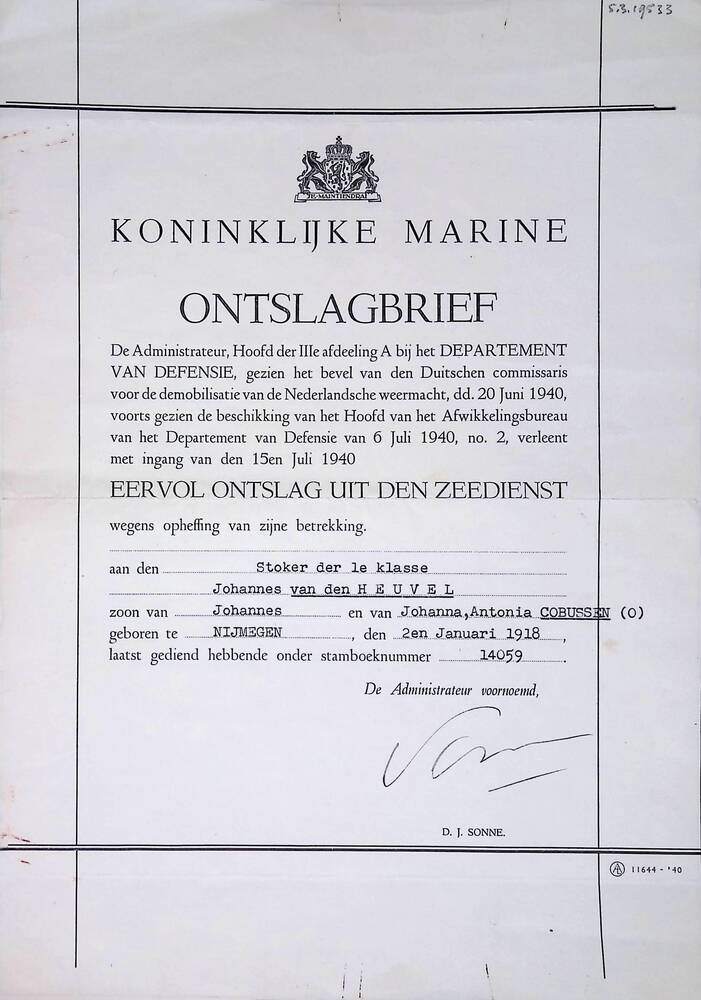 5.3.19533
JE MAINTIENDRAI
KONINKLIJKE MARINE
ONTSLAGBRIEF
De Administrateur, Hoofd der IIIe afdeeling A bij het DEPARTEMENT
VAN DEFENSIE, gezien het bevel van den Duitschen commissaris
voor de demobilisatie van de Nederlandsche weermacht, dd. 20 Juni 1940,
voorts gezien de beschikking van het Hoofd van het Afwikkelingsbureau
van het Departement van Defensie van 6 Juli 1940, no. 2, verleent
met ingang van den 15en Juli 1940
EERVOL ONTSLAG UIT DEN ZEEDIENST
wegens opheffing van zijne betrekking.
aan den Stoker der 1e klasse
Johannes van den H E U V E L
zoon van Johannes en van Johanna,Antonia COBUSSEN (O)
geboren te NIJMEGEN, den 2en Januari 1918,
laatst gediend hebbende onder stamboeknummer 14059.
De Administrateur voornoemd,
D. J. SONNE.
11644 - '40